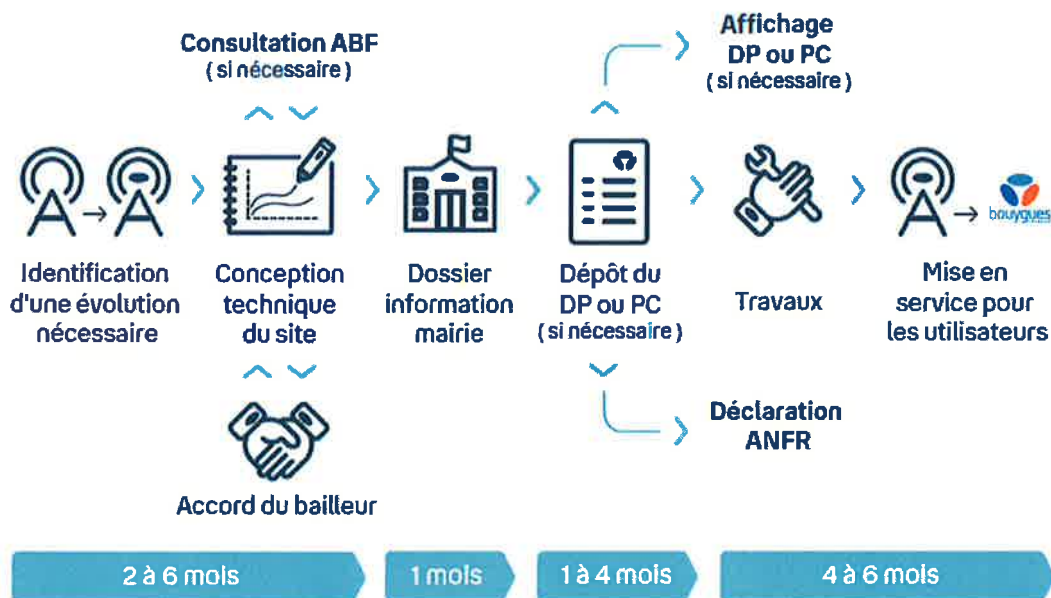 Consultation ABF
( si nécessaire )
Affichage
DP ou PC
( si nécessaire )
bouygues
Identification
d'une évolution
nécessaire
Conception
technique
du site
Dossier
information
mairie
Dépôt du
DP ou PC
( si nécessaire )
Travaux
Mise en
service pour
les utilisateurs
Déclaration
ANFR
Accord du bailleur
2 à 6 mois
1 mois
1 à 4 mois
4 à 6 mois